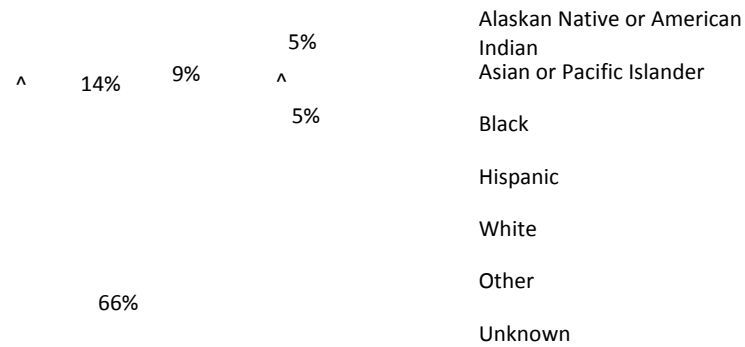 5%
^ 14% 9% ^
5%
66%
Alaskan Native or American
Indian
Asian or Pacific Islander
Black
Hispanic
White
Other
Unknown